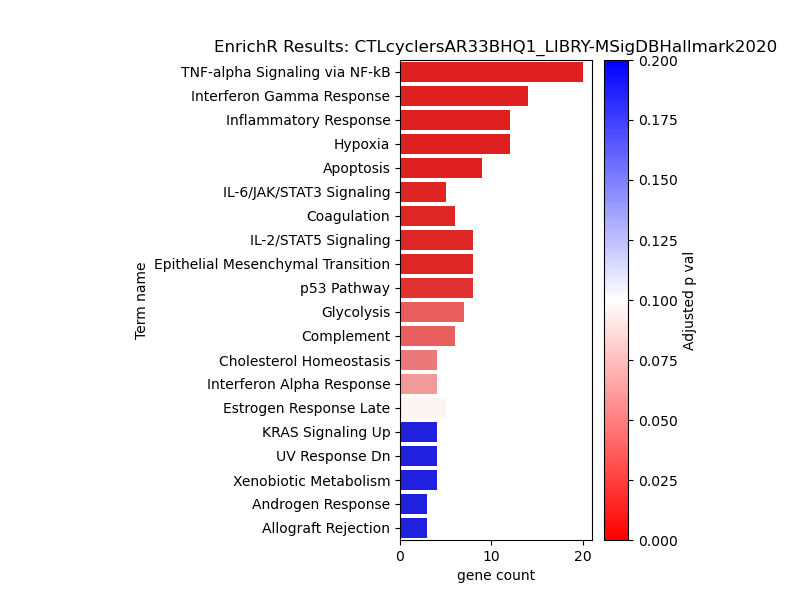 EnrichR Results: CTLcyclersAR33BHQ1_LIBRY-MSigDBHallmark2020
TNF-alpha Signaling via NF-kB
Interferon Gamma Response
Inflammatory Response
Hypoxia
Apoptosis
IL-6/JAK/STAT3 Signaling
Coagulation
IL-2/STAT5 Signaling
Epithelial Mesenchymal Transition
p53 Pathway
Glycolysis
Complement
Cholesterol Homeostasis
Interferon Alpha Response
Estrogen Response Late
KRAS Signaling Up
UV Response Dn
Xenobiotic Metabolism
Androgen Response
Allograft Rejection
Term name
0 10 20
gene count
0.200
0.175
0.150
0.125
0.100
0.075
0.050
0.025
0.000
Adjusted p val